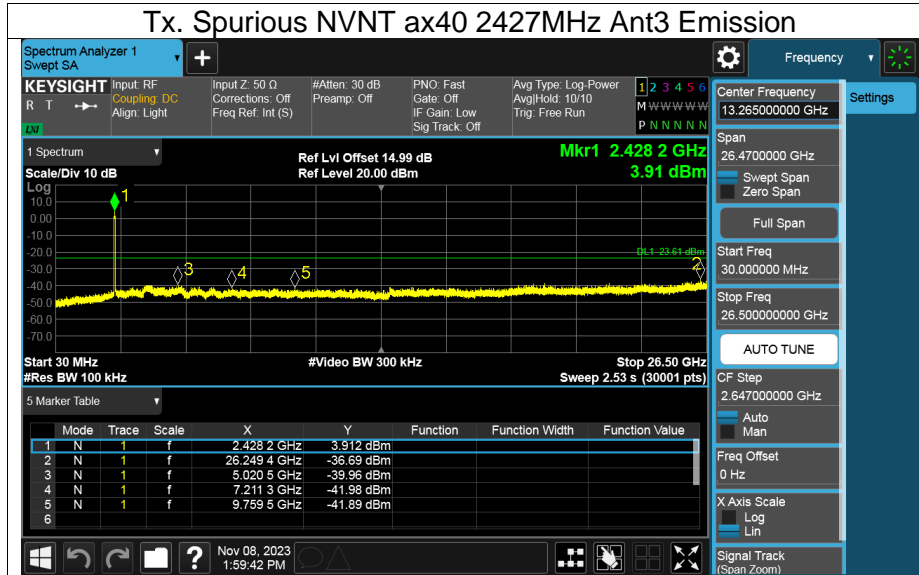 Tx. Spurious NVNT ax40 2427MHz Ant3 Emission
Spectrum Analyzer 1
Swept SA
+
Frequency
KEYSIGHT
R T
LXI
Input: RF
Coupling: DC
Align: Light
Input Z: 50 Ω
Corrections: Off
Freq Ref: Int (S)
#Atten: 30 dB
Preamp: Off
PNO: Fast
Gate: Off
IF Gain: Low
Sig Track: Off
Avg Type: Log-Power
Avg|Hold: 10/10
Trig: Free Run
1 2 3 4 5 6
M W W W W W
P N N N N N
Center Frequency
13.265000000 GHz
Settings
1 Spectrum
Scale/Div 10 dB
Ref Lvl Offset 14.99 dB
Ref Level 20.00 dBm
Mkr1 2.428 2 GHz
3.91 dBm
Span
26.4700000 GHz
Swept Span
Zero Span
Full Span
Start Freq
30.000000 MHz
Stop Freq
26.500000000 GHz
AUTO TUNE
CF Step
2.647000000 GHz
Auto
Man
Freq Offset
0 Hz
X Axis Scale
Log
Lin
Signal Track
(Span Zoom)
Log
10.0
0.00
-10.0
-20.0
-30.0
-40.0
-50.0
-60.0
-70.0
1
DL1 -23.61 dBm
2
3
4
5
Start 30 MHz
#Video BW 300 kHz
Stop 26.50 GHz
#Res BW 100 kHz
Sweep 2.53 s (30001 pts)
5 Marker Table
Mode Trace Scale X Y Function Function Width Function Value
1 N 1 f 2.428 2 GHz 3.912 dBm
2 N 1 f 26.249 4 GHz -36.69 dBm
3 N 1 f 5.020 5 GHz -39.96 dBm
4 N 1 f 7.211 3 GHz -41.98 dBm
5 N 1 f 9.759 5 GHz -41.89 dBm
6
?
Nov 08, 2023
1:59:42 PM